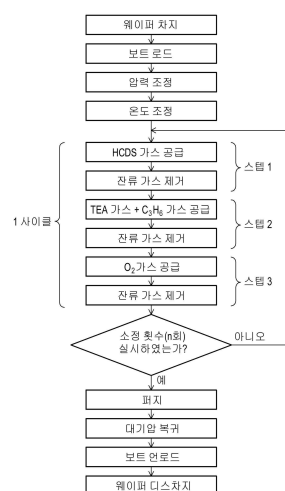 웨이퍼 차지
보트 로드
압력 조정
온도 조정
HCDS 가스 공급
잔류 가스 제거
스텝 1
TEA 가스 + C₃H₆ 가스 공급
잔류 가스 제거
스텝 2
1 사이클
O₂가스 공급
잔류 가스 제거
스텝 3
소정 횟수(n회)
실시하였는가?
아니오
예
퍼지
대기압 복귀
보트 언로드
웨이퍼 디스차지